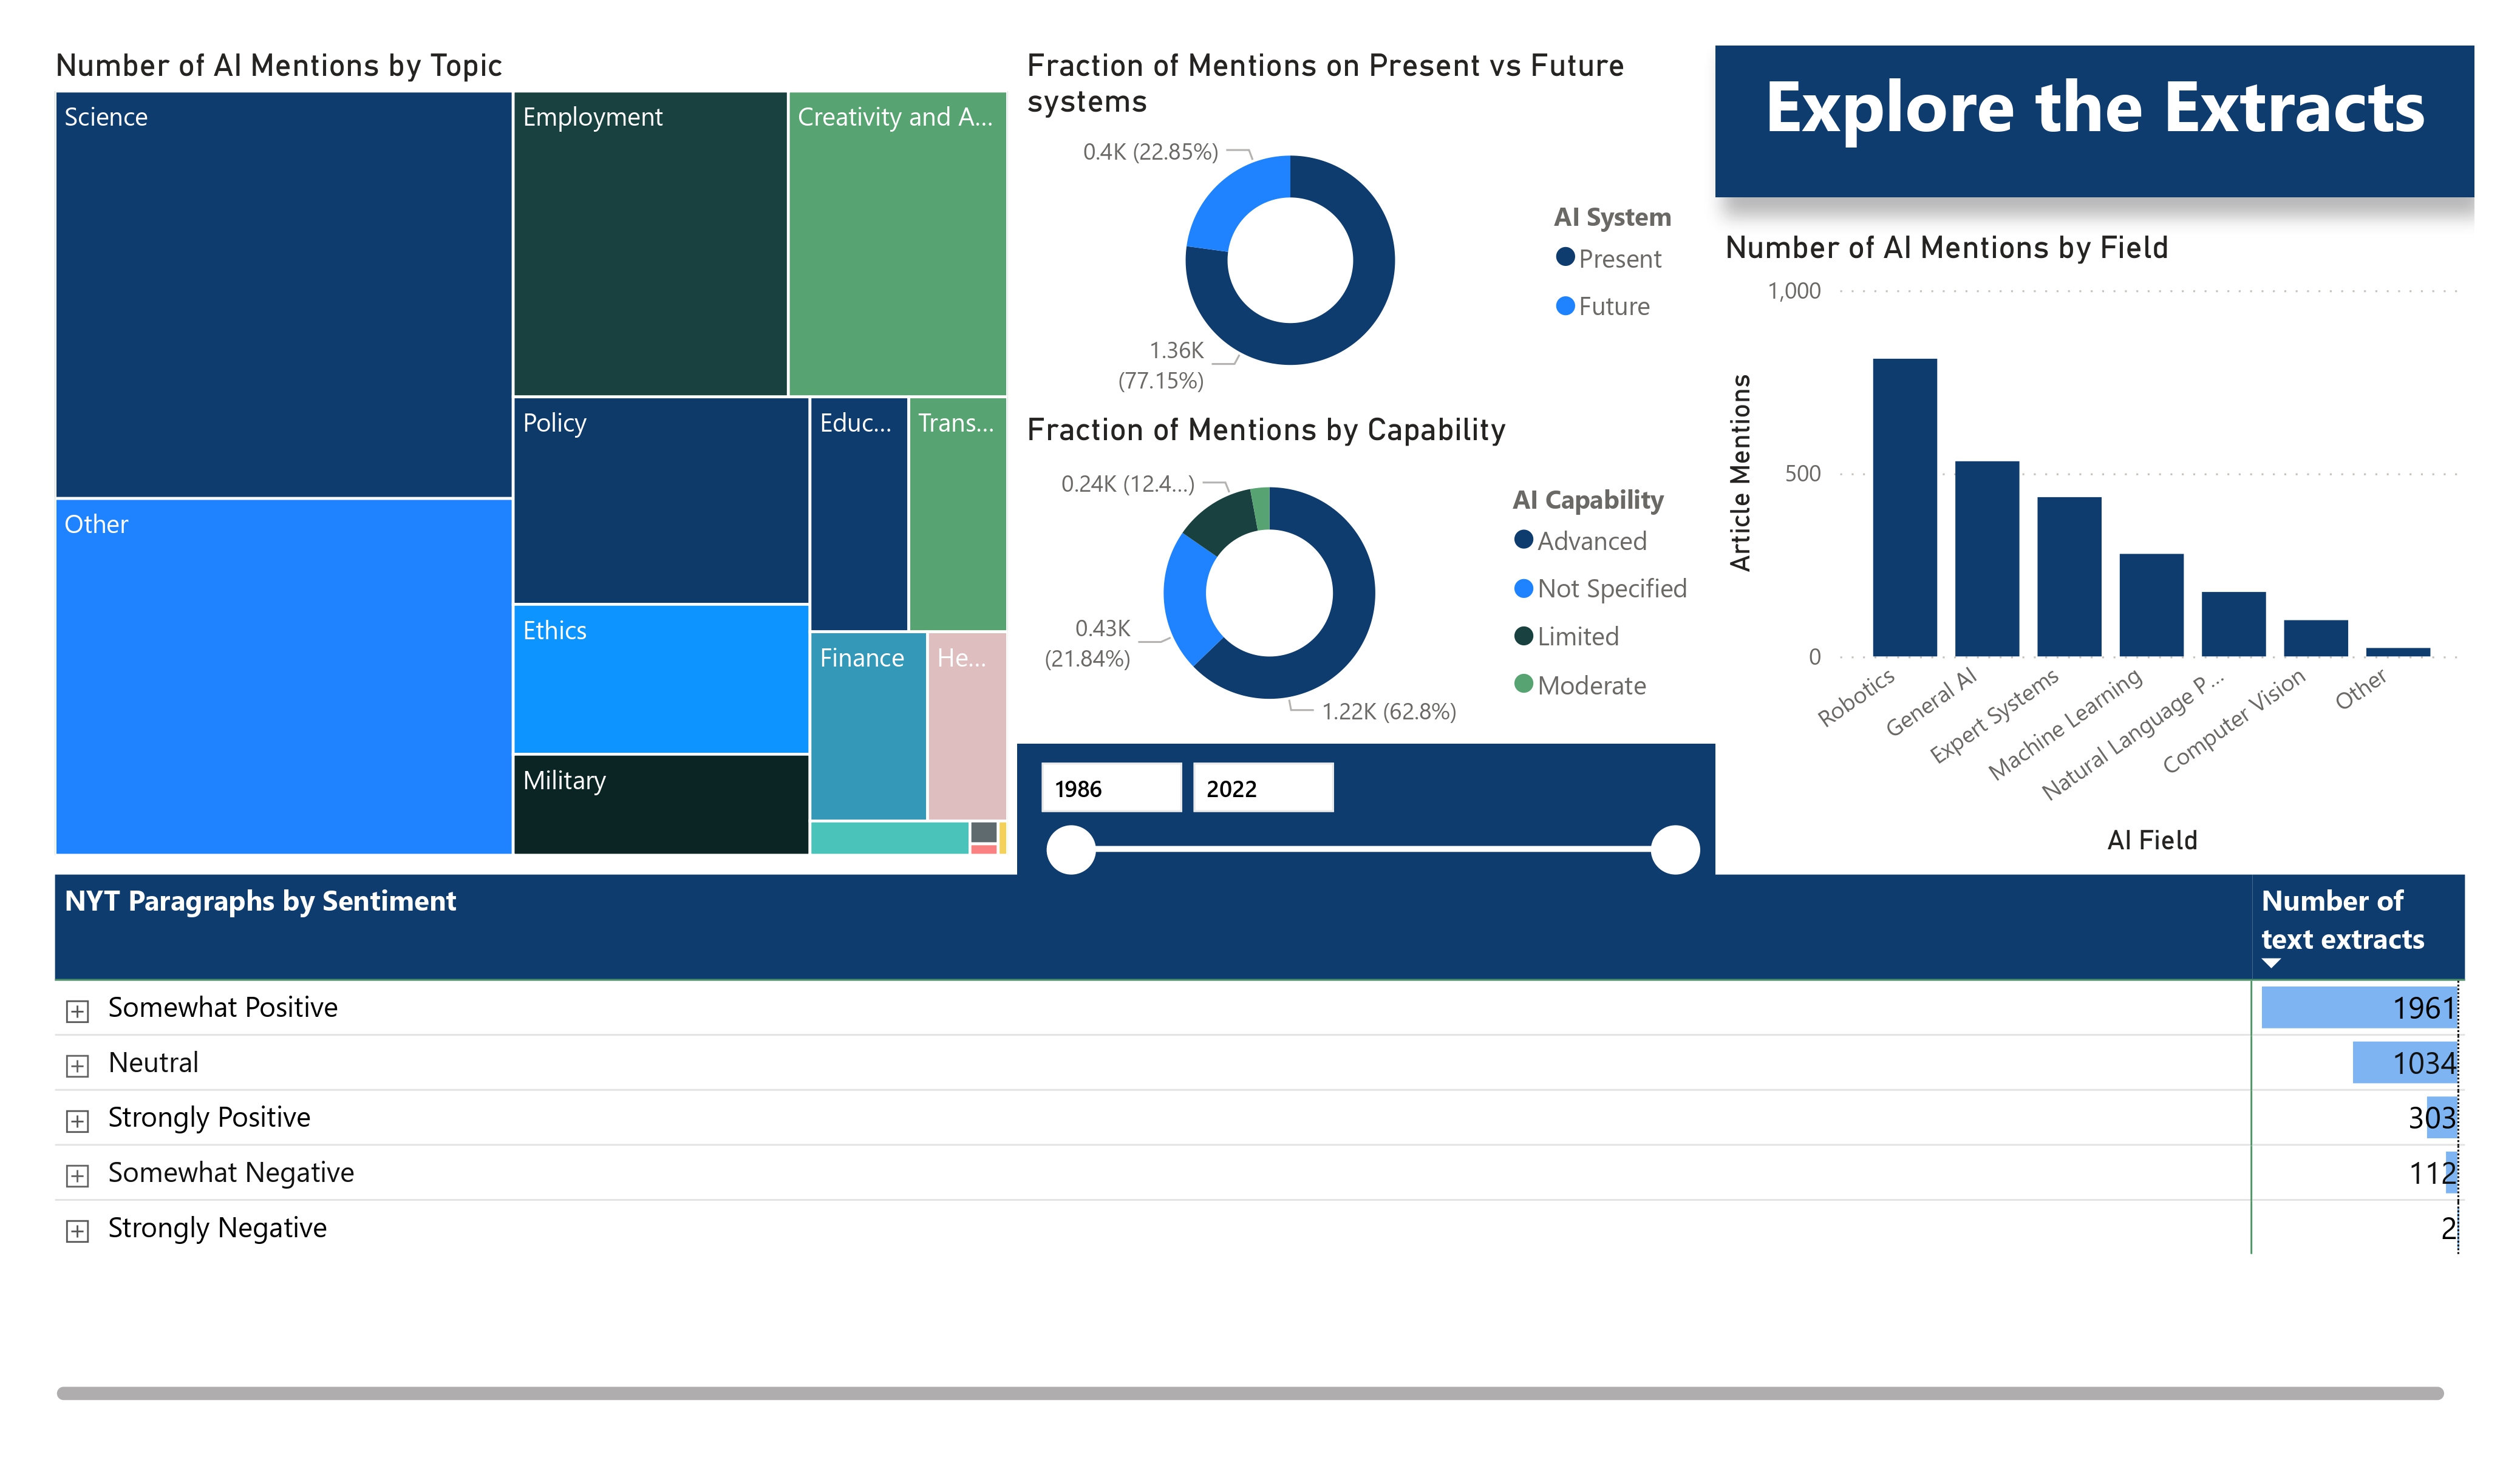 Number of AI Mentions by Topic
Science
Employment
Creativity and A...
Other
Policy
Educ...
Trans...
Ethics
Finance
He...
Military
Fraction of Mentions on Present vs Future
systems
0.4K (22.85%)
1.36K
(77.15%)
AI System
Present
Future
Fraction of Mentions by Capability
0.24K (12.4...)
0.43K
(21.84%)
1.22K (62.8%)
AI Capability
Advanced
Not Specified
Limited
Moderate
1986
2022
Explore the Extracts
Number of AI Mentions by Field
Article Mentions
1,000
500
0
Robotics
General AI
Expert Systems
Machine Learning
Natural Language P...
Computer Vision
Other
AI Field
NYT Paragraphs by Sentiment
Number of
text extracts
Somewhat Positive
1961
Neutral
1034
Strongly Positive
303
Somewhat Negative
112
Strongly Negative
2